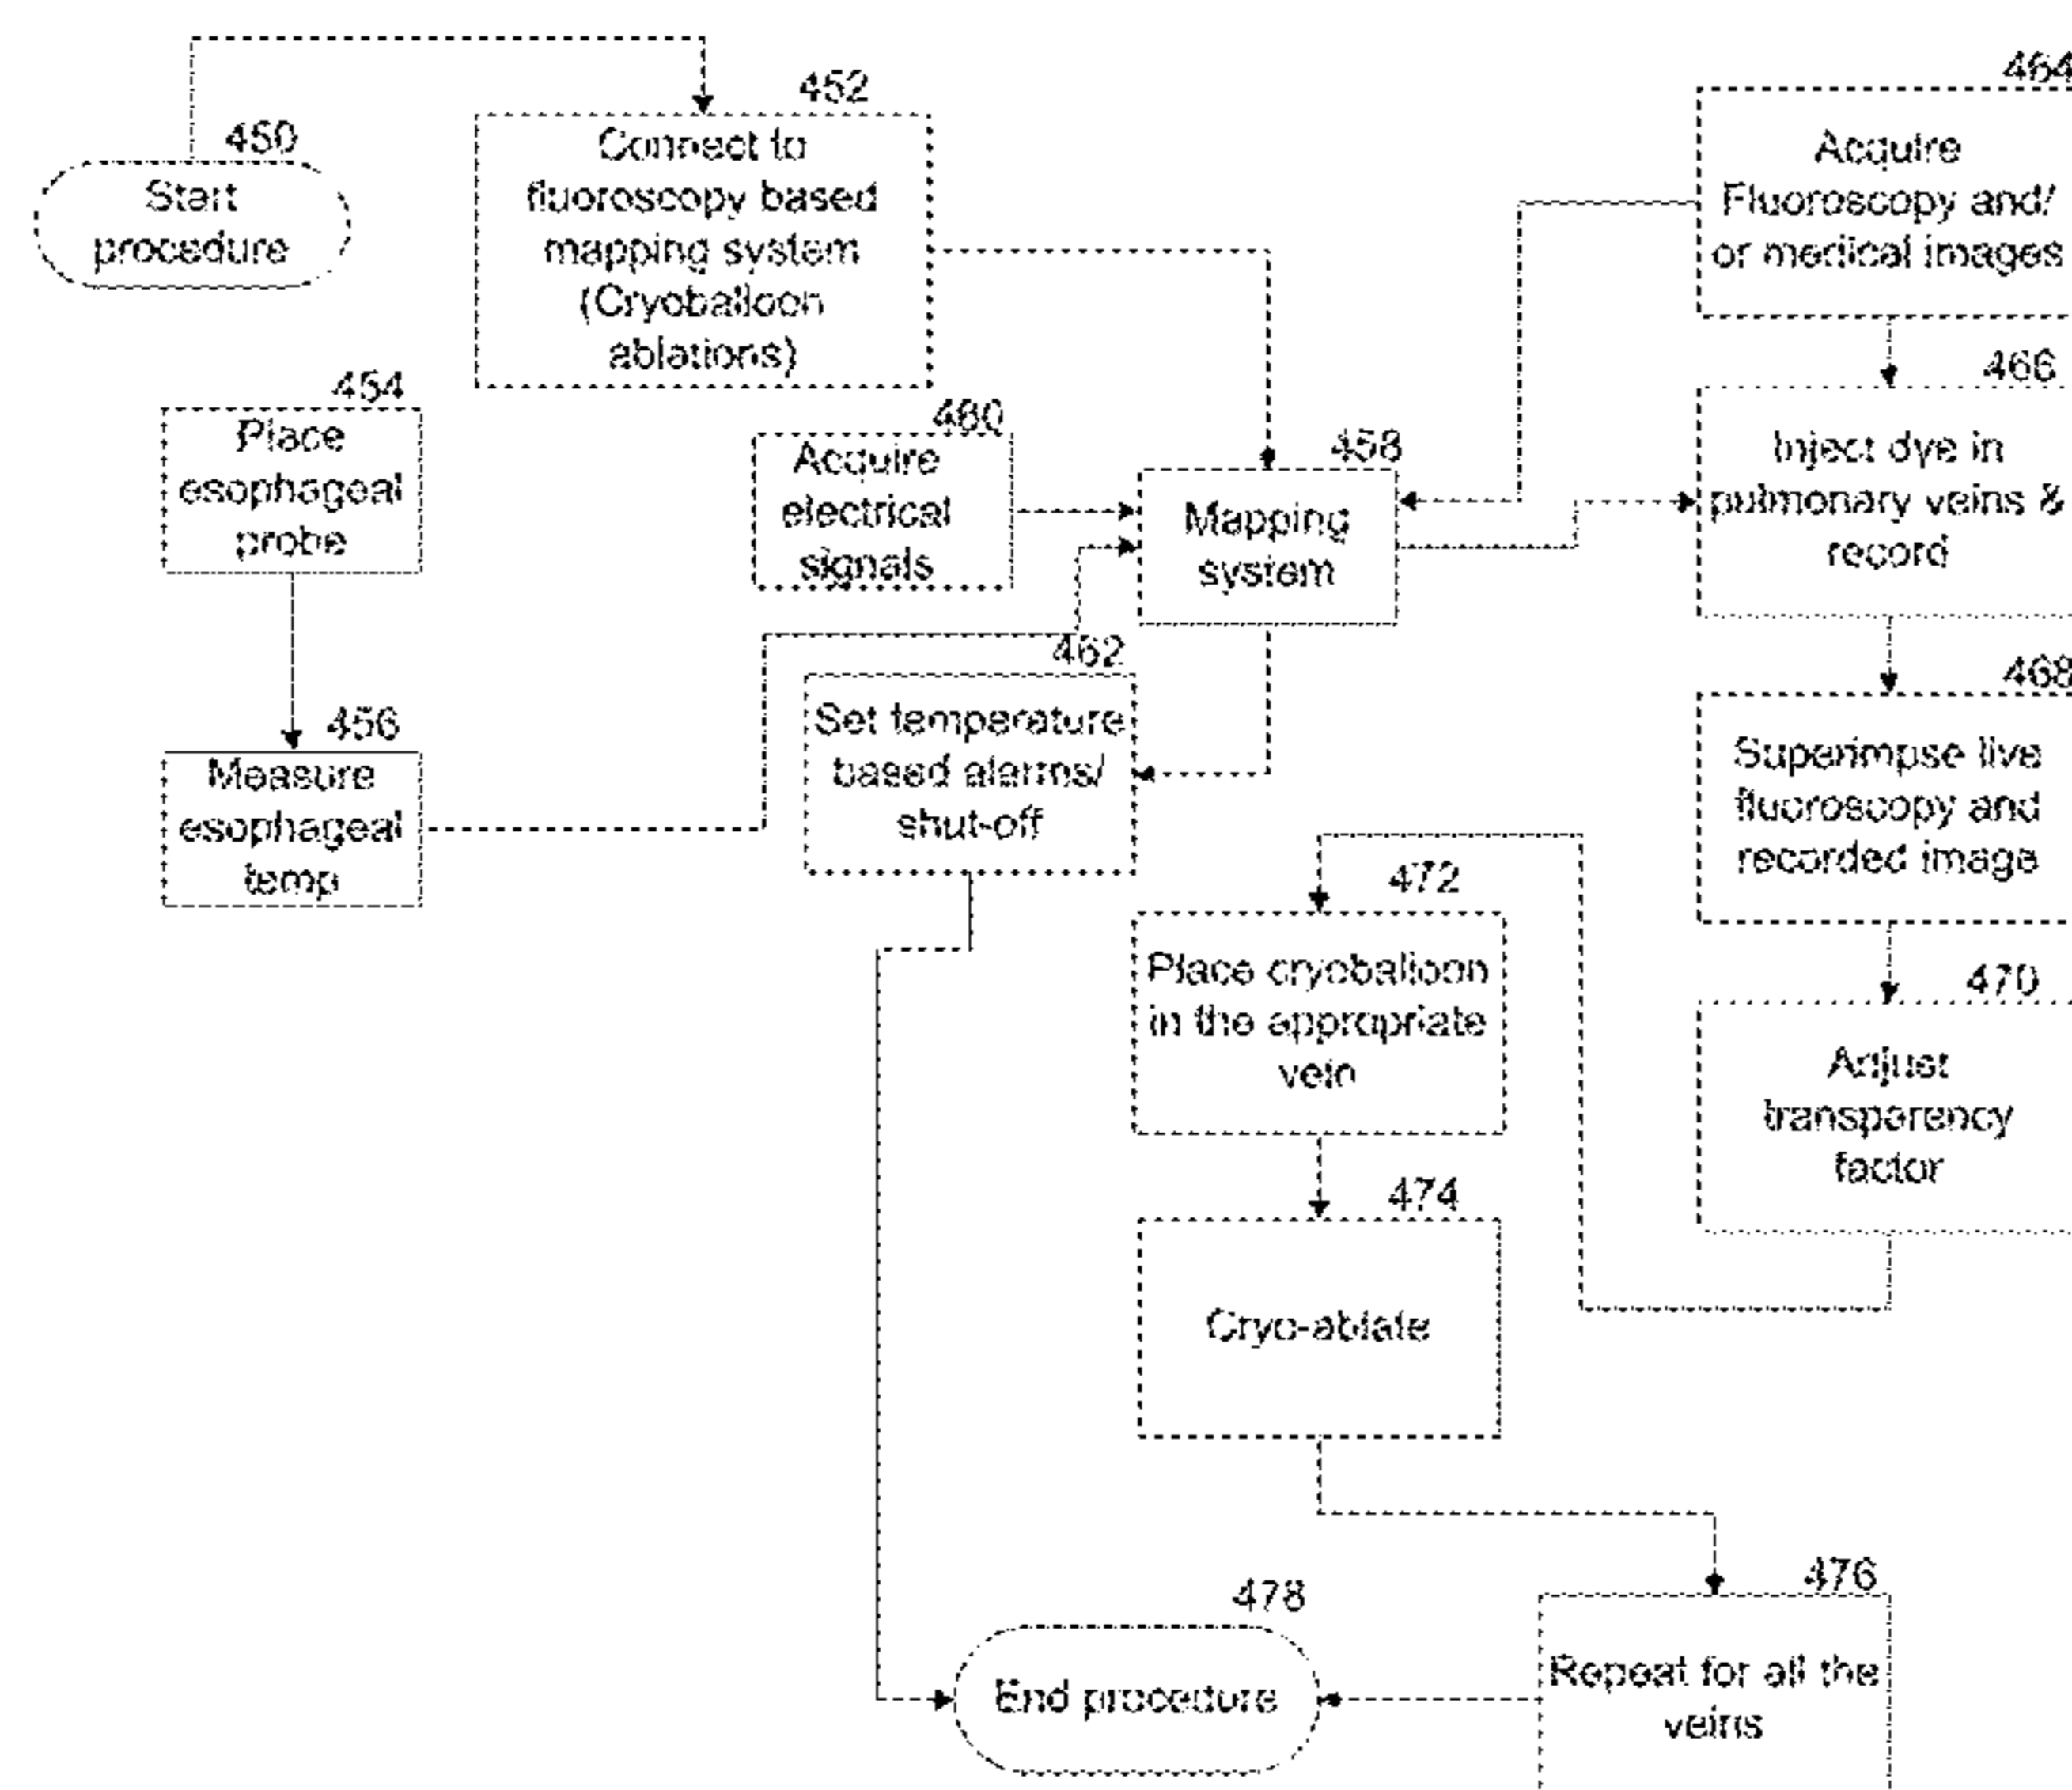 450
Start
procedure
452
Connect to
fluoroscopy based
mapping system
(Cryoballoon
ablations)
454
Place
esophageal
probe
456
Measure
esophageal
temp
460
Acquire
electrical
signals
458
Mapping
system
462
Set temperature
based alarms/
shut-off
464
Acquire
Fluoroscopy and/
or medical images
466
Inject dye in
pulmonary veins &
record
468
Superimpse live
fluoroscopy and
recorded image
470
Adjust
transparency
factor
472
Place cryoballoon
in the appropriate
vein
474
Cryo-ablate
476
Repeat for all the
veins
478
End procedure